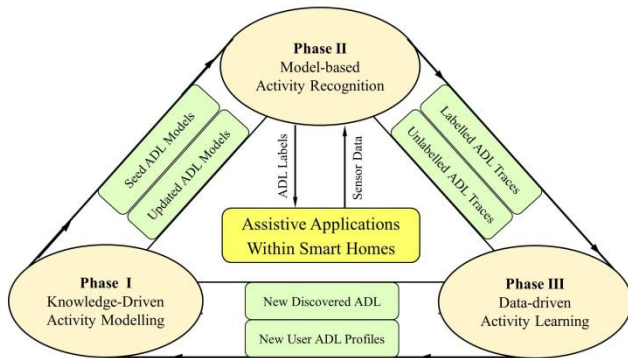 Phase II
Model-based
Activity Recognition
Seed ADL Models
Updated ADL Models
ADL Labels
Sensor Data
Labelled ADL Traces
Unlabelled ADL Traces
Assistive Applications
Within Smart Homes
Phase I
Knowledge-Driven
Activity Modelling
New Discovered ADL
New User ADL Profiles
Phase III
Data-driven
Activity Learning